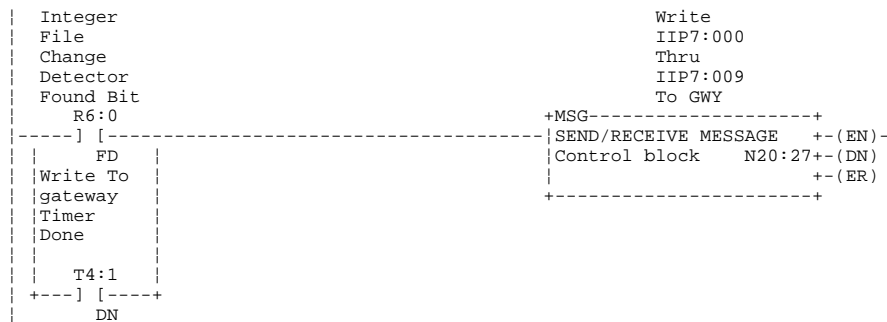 Integer Write
File IIP7:000
Change Thru
Detector IIP7:009
Found Bit To GWY
R6:0 +MSG--------------------+
|-----] [---------------------------------------|SEND/RECEIVE MESSAGE +-(EN)-
FD |Control block N20:27+-(DN)
Write To +-(ER)
gateway +-----------------------+
Timer
Done
T4:1
+---] [----+
DN